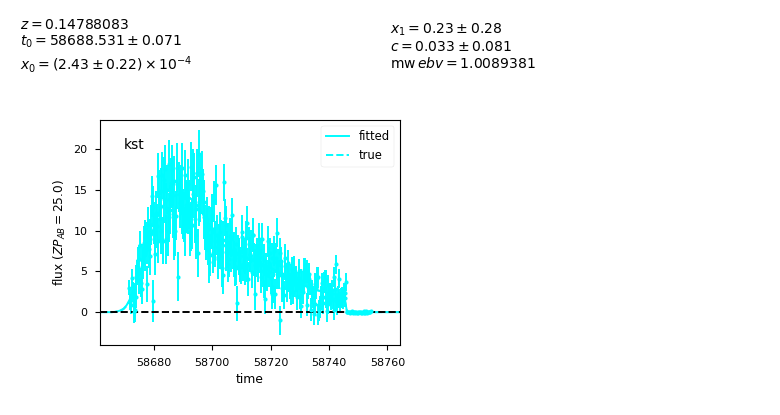 z = 0.14788083
t₀ = 58688.531 ± 0.071
x₀ = (2.43 ± 0.22) × 10⁻⁴
x₁ = 0.23 ± 0.28
c = 0.033 ± 0.081
mw ebv = 1.0089381
kst
fitted
true
flux (ZP_AB = 25.0)
20
15
10
5
0
58680 58700 58720 58740 58760
time